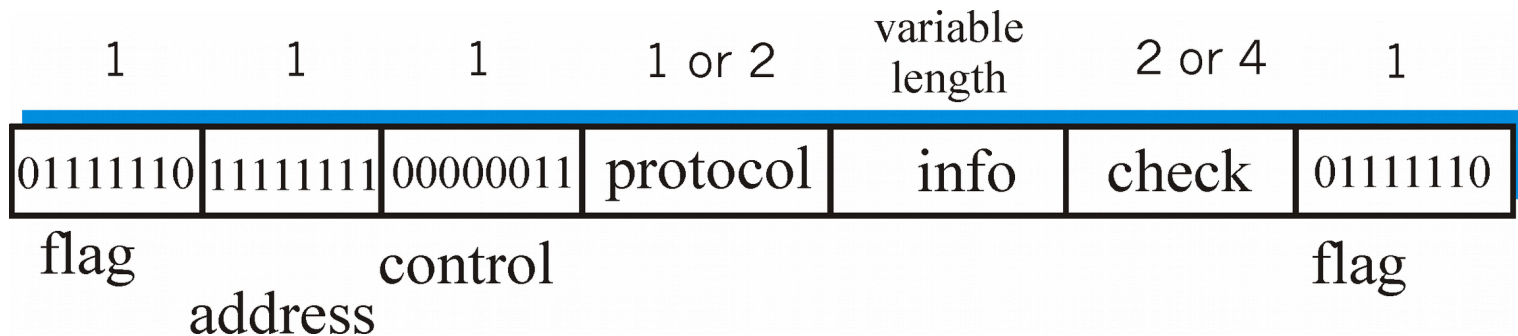 1 1 1 1 or 2 variable length 2 or 4 1
01111110 11111111 00000011 protocol info check 01111110
flag address control flag